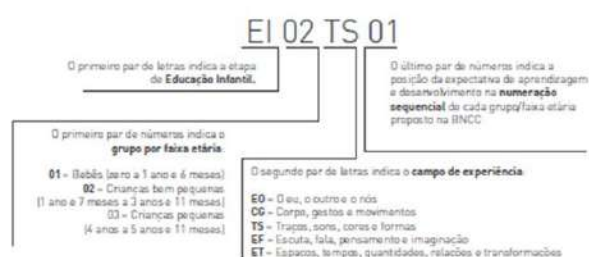 EI 02 TS 01
O primeiro par de letras indica a etapa
de Educação Infantil.
O último par de números indica a
posição da expectativa de aprendizagem
e desenvolvimento na numeração
sequencial de cada grupo/faixa etária
proposto na BNCC
O primeiro par de números indica o
grupo por faixa etária
01 – Bebês (zero a 1 ano e 6 meses)
02 – Crianças bem pequenas
(1 ano e 7 meses a 3 anos e 11 meses)
03 – Crianças pequenas
(4 anos a 5 anos e 11 meses)
O segundo par de letras indica o campo de experiência
EO – O eu, o outro e o nós
CG – Corpo, gestos e movimentos
TS – Traços, sons, cores e formas
EF – Escuta, fala, pensamento e imaginação
ET – Espaços, tempos, quantidades, relações e transformações